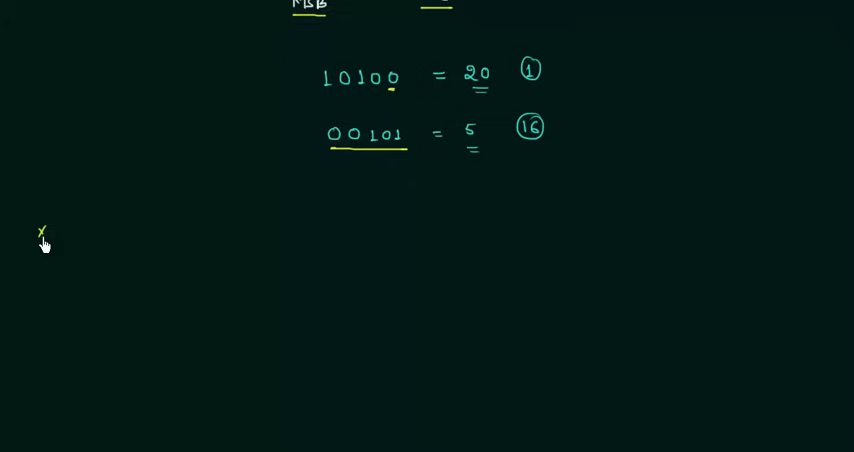 MSB
10100 = 20 ①
00101 = 5 ⑯
x